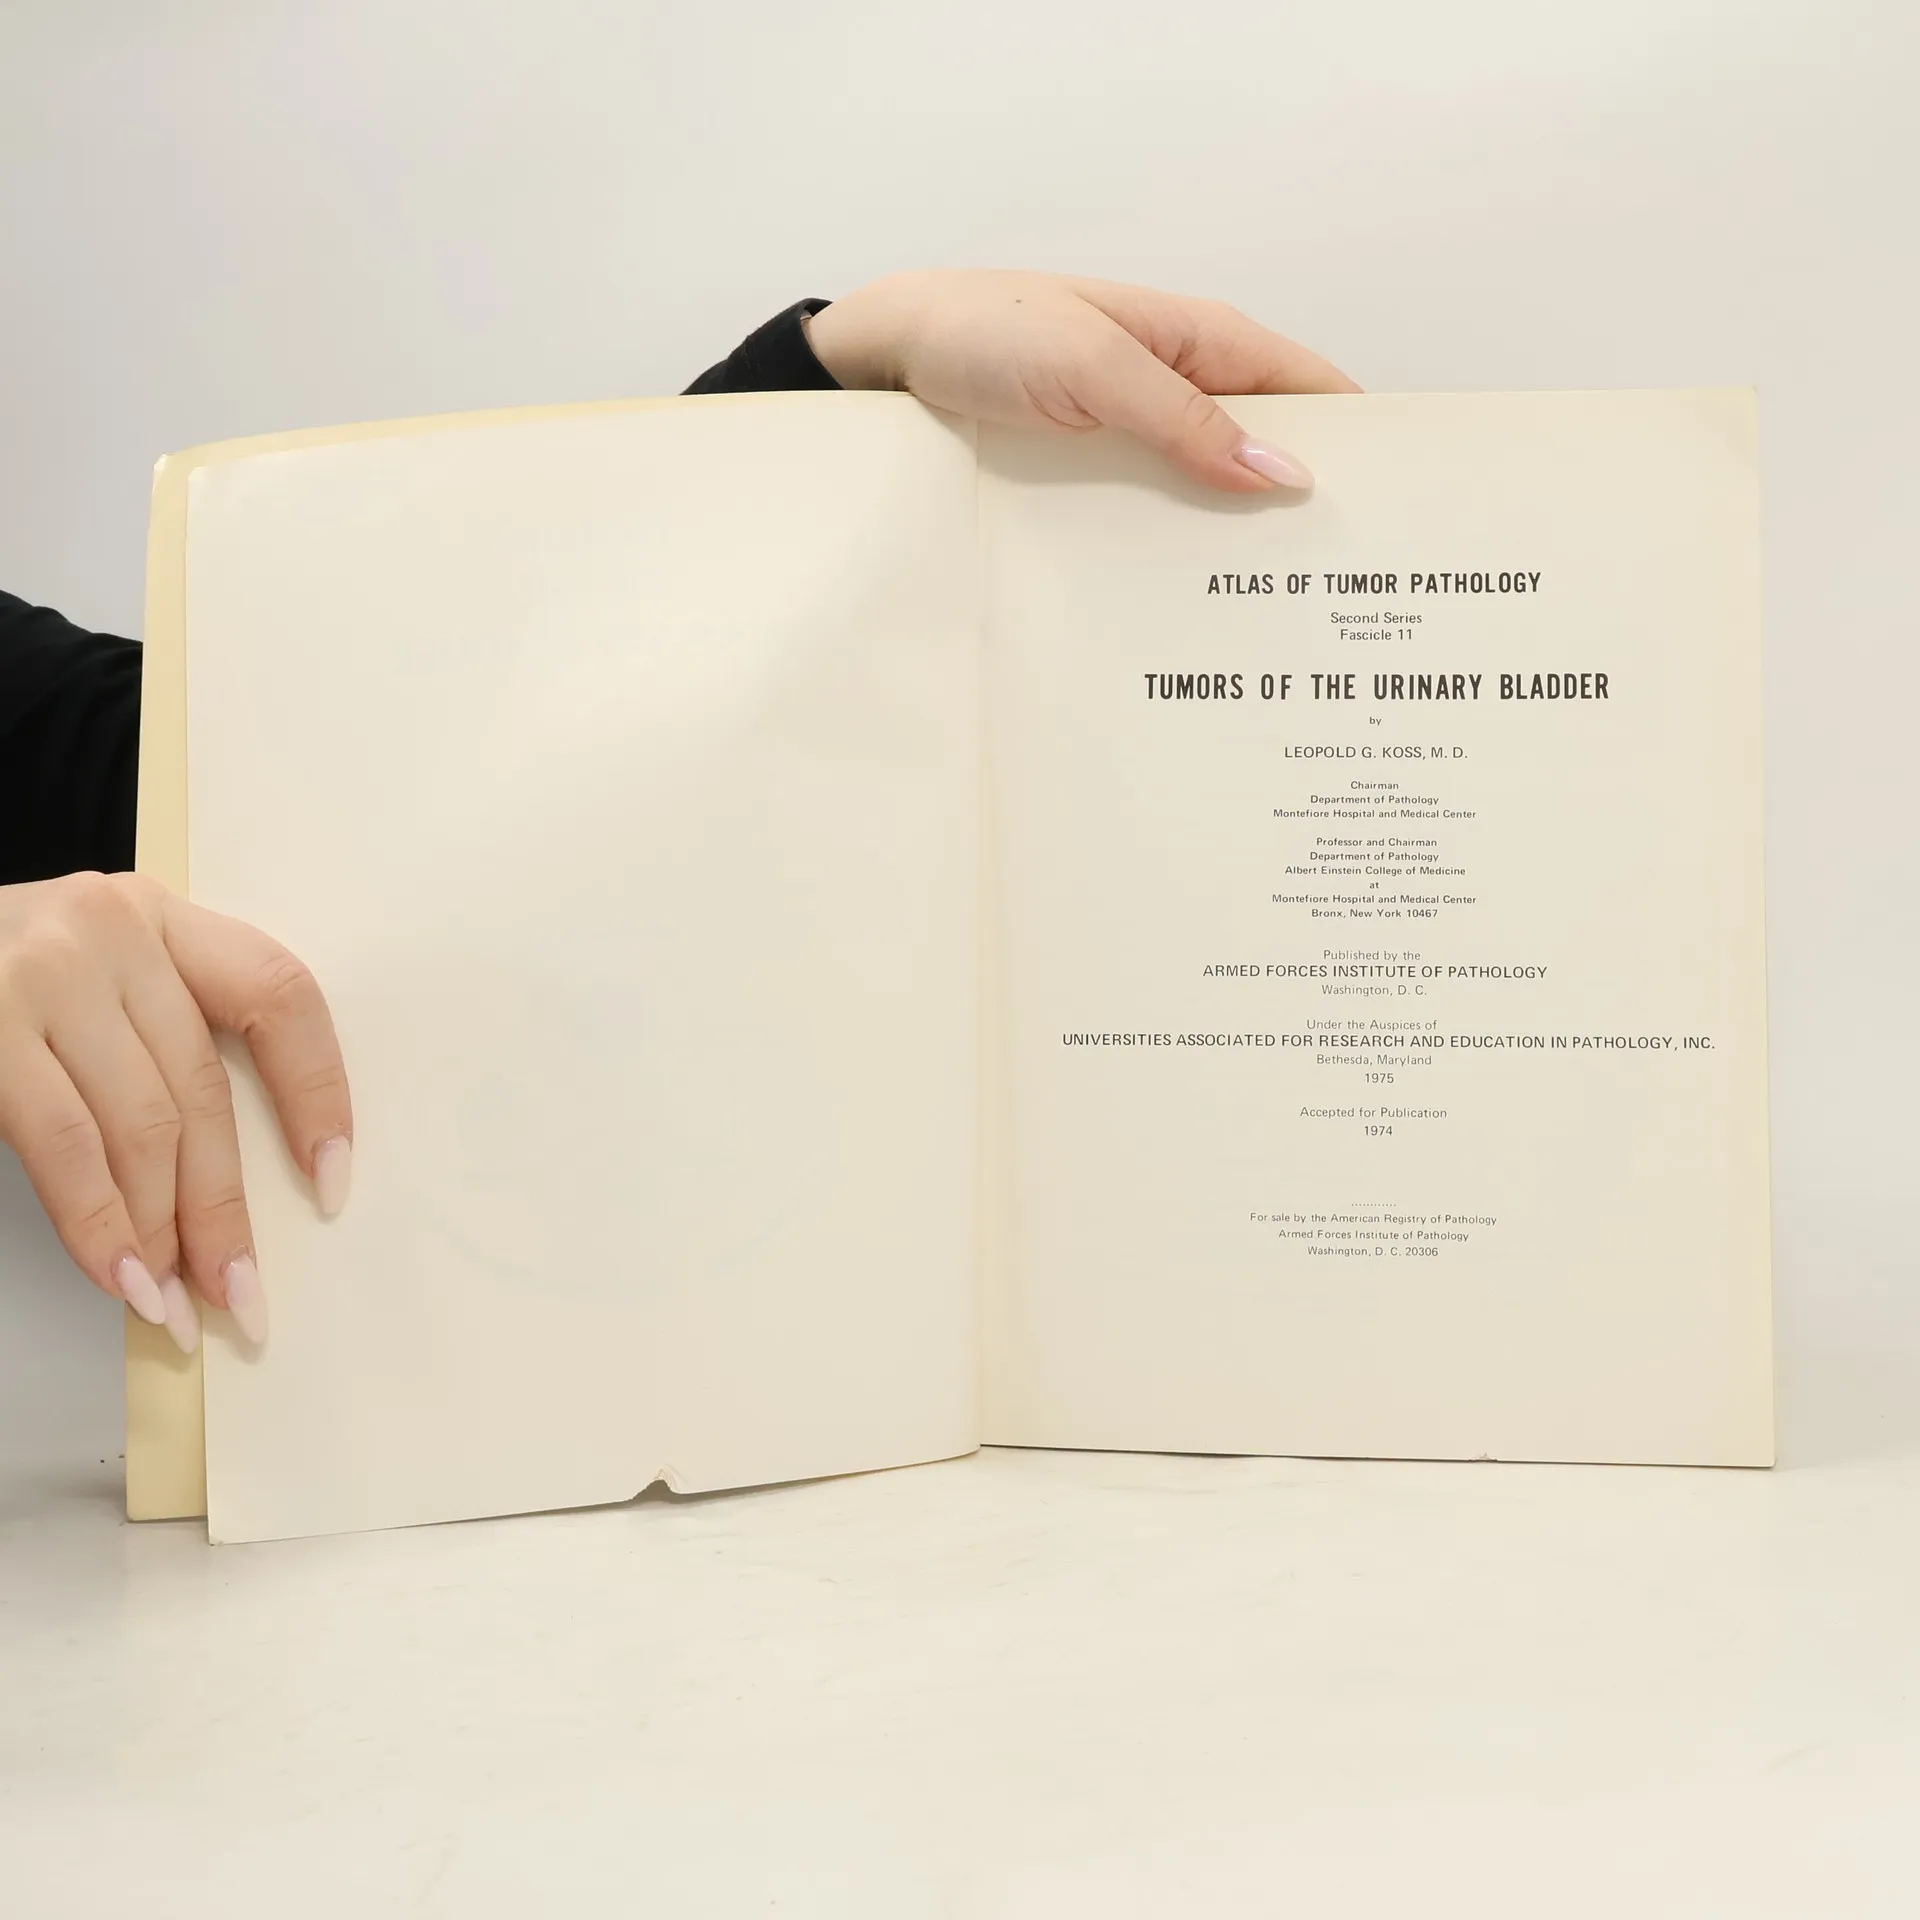 ATLAS OF TUMOR PATHOLOGY
Second Series
Fascicle 11
TUMORS OF THE URINARY BLADDER
by
LEOPOLD G. KOSS, M. D.
Chairman
Department of Pathology
Montefiore Hospital and Medical Center
Professor and Chairman
Department of Pathology
Albert Einstein College of Medicine
at
Montefiore Hospital and Medical Center
Bronx, New York 10467
Published by the
ARMED FORCES INSTITUTE OF PATHOLOGY
Washington, D. C.
Under the Auspices of
UNIVERSITIES ASSOCIATED FOR RESEARCH AND EDUCATION IN PATHOLOGY, INC.
Bethesda, Maryland
1975
Accepted for Publication
1974
............
For sale by the American Registry of Pathology
Armed Forces Institute of Pathology
Washington, D. C. 20306